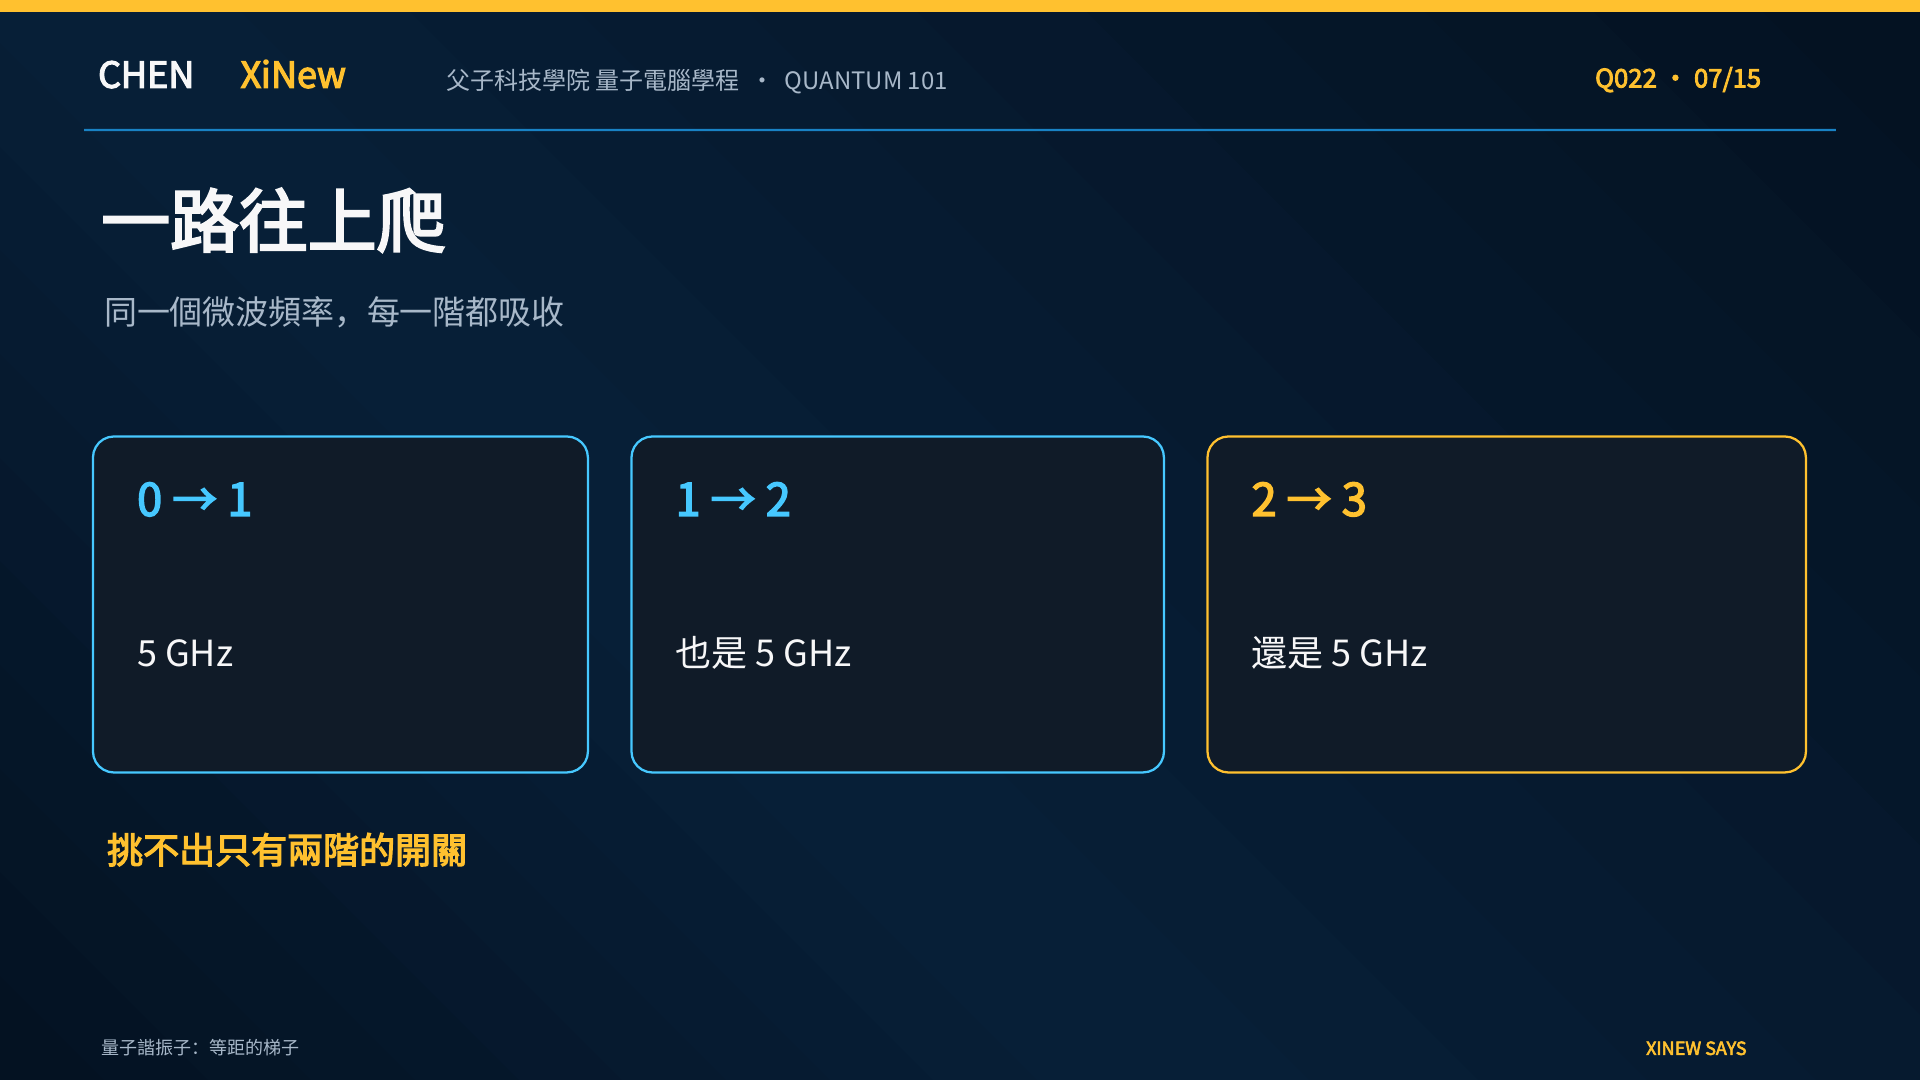 CHEN XiNew 父子科技學院 量子電腦學程 • QUANTUM 101 Q022 • 07/15
一路往上爬
同一個微波頻率，每一階都吸收
0 → 1
5 GHz
1 → 2
也是 5 GHz
2 → 3
還是 5 GHz
挑不出只有兩階的開關
量子諧振子：等距的梯子
XINEW SAYS